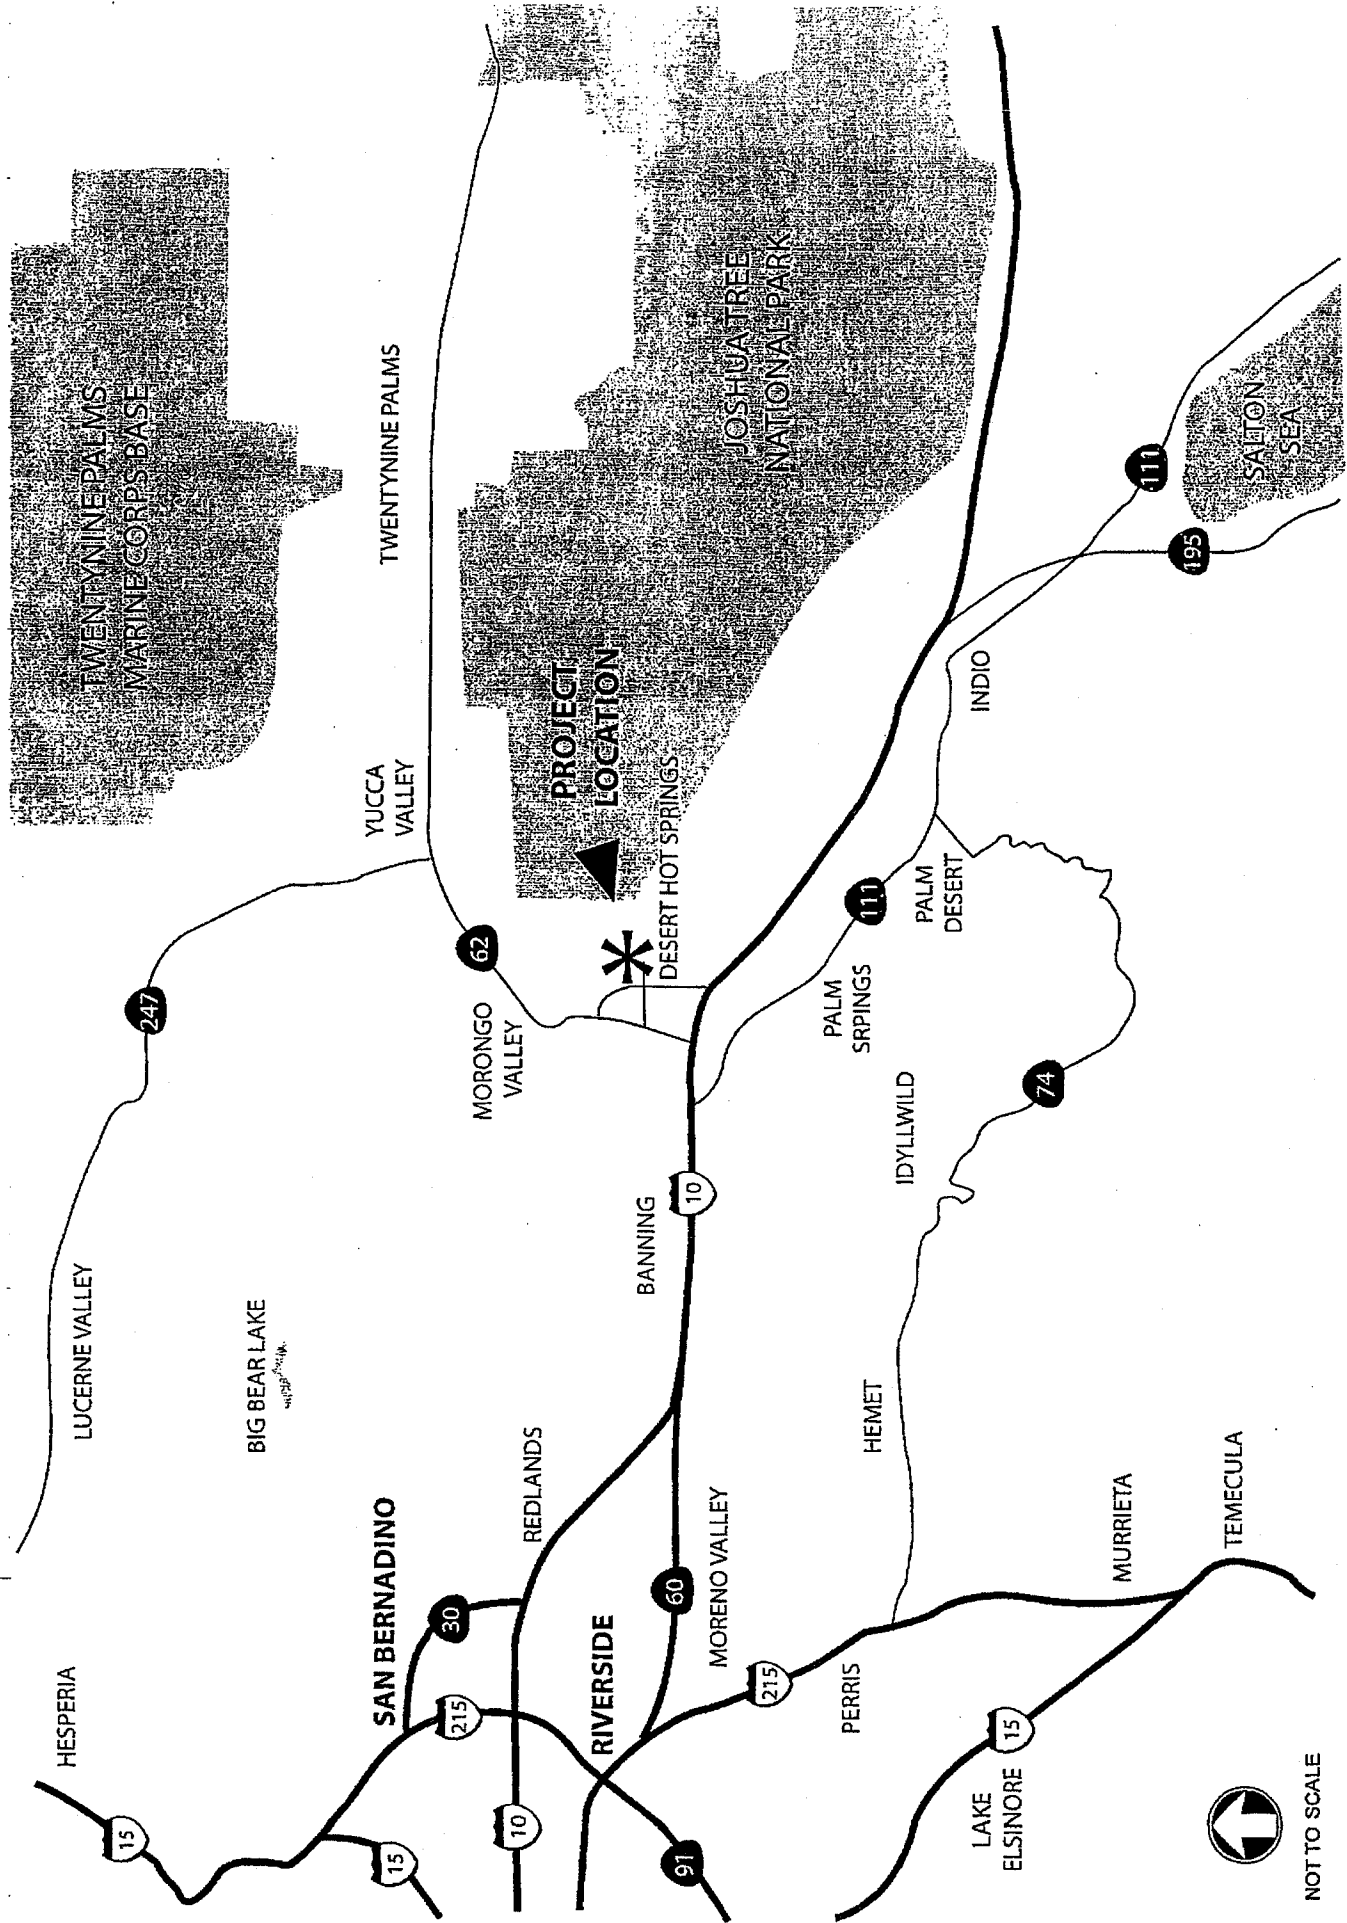 HESPERIA
15
LUCERNE VALLEY
247
TWENTYNINE PALMS
MARINE CORPS BASE
BIG BEAR LAKE
SAN BERNADINO
15
30
215
YUCCA
VALLEY
TWENTYNINE PALMS
62
MORONGO
VALLEY
10
REDLANDS
PROJECT
LOCATION
RIVERSIDE
60
91
BANNING
10
DESERT HOT SPRINGS
MORENO VALLEY
215
JOSHUA TREE
NATIONAL PARK
PALM
SRPINGS
111
PERRIS
HEMET
IDYLLWILD
PALM
DESERT
INDIO
LAKE
ELSINORE
15
74
MURRIETA
111
195
TEMECULA
SALTON
SEA
NOT TO SCALE